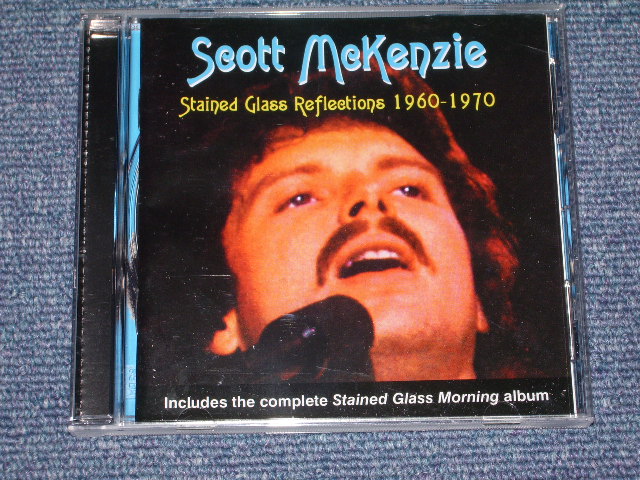 Scott McKenzie
Stained Glass Reflections 1960-1970
Includes the complete Stained Glass Morning album